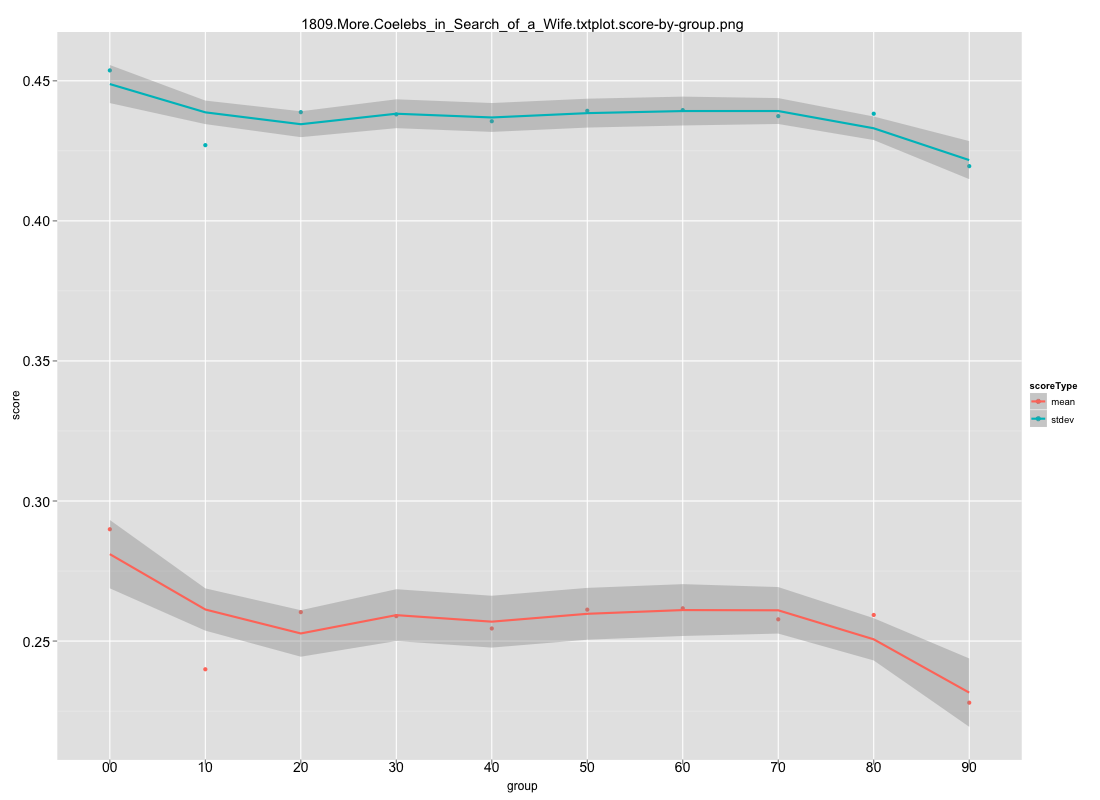 1809.More.Coelebs_in_Search_of_a_Wife.txtplot.score-by-group.png
0.45
0.40
0.35
0.30
0.25
score
00 10 20 30 40 50 60 70 80 90
group
scoreType
mean
stdev